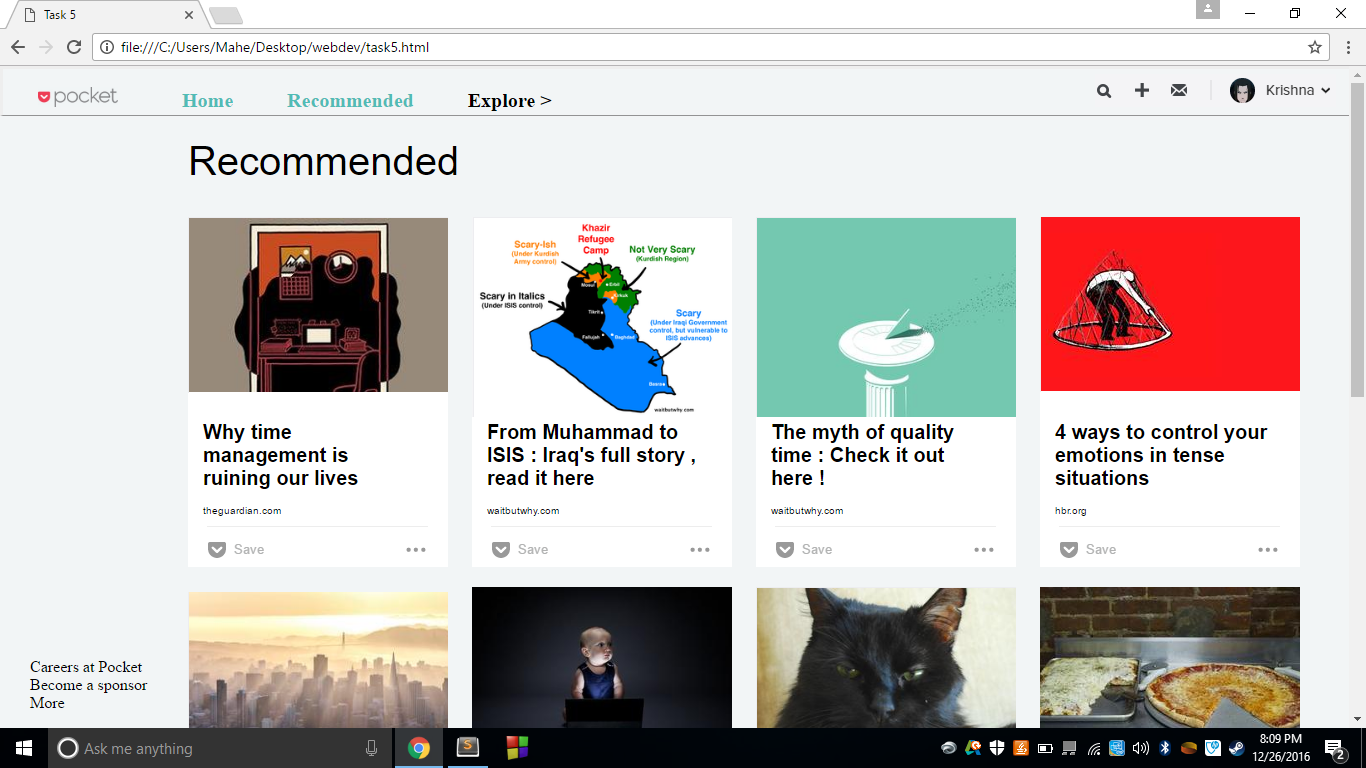 Task 5
file:///C:/Users/Mahe/Desktop/webdev/task5.html
pocket
Home
Recommended
Explore >
Krishna
Recommended
Khazir
Refugee
Camp
Scary-Ish
(Under Kurdish
Army control)
Not Very Scary
(Kurdish Region)
Scary in Italics
(Under ISIS control)
Mosul
Erbil
Kirkuk
Tikrit
Fallujah
Baghdad
Basra
Scary
(Under Iraqi Government
control, but vulnerable to
ISIS advances)
waitbutwhy.com
Why time
management is
ruining our lives
theguardian.com
Save
From Muhammad to
ISIS : Iraq's full story ,
read it here
waitbutwhy.com
Save
The myth of quality
time : Check it out
here !
waitbutwhy.com
Save
4 ways to control your
emotions in tense
situations
hbr.org
Save
Careers at Pocket
Become a sponsor
More
Ask me anything
8:09 PM
12/26/2016
2